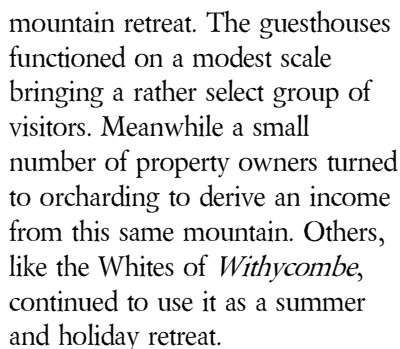 mountain retreat. The guesthouses
functioned on a modest scale
bringing a rather select group of
visitors. Meanwhile a small
number of property owners turned
to orcharding to derive an income
from this same mountain. Others,
like the Whites of Withycombe,
continued to use it as a summer
and holiday retreat.